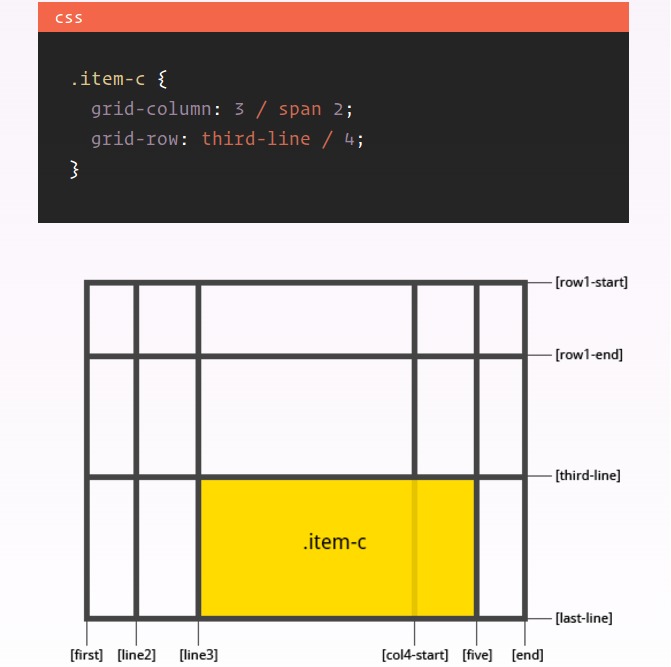 css
.item-c {
  grid-column: 3 / span 2;
  grid-row: third-line / 4;
}
[row1-start]
[row1-end]
[third-line]
.item-c
[last-line]
[first] [line2] [line3] [col4-start] [five] [end]